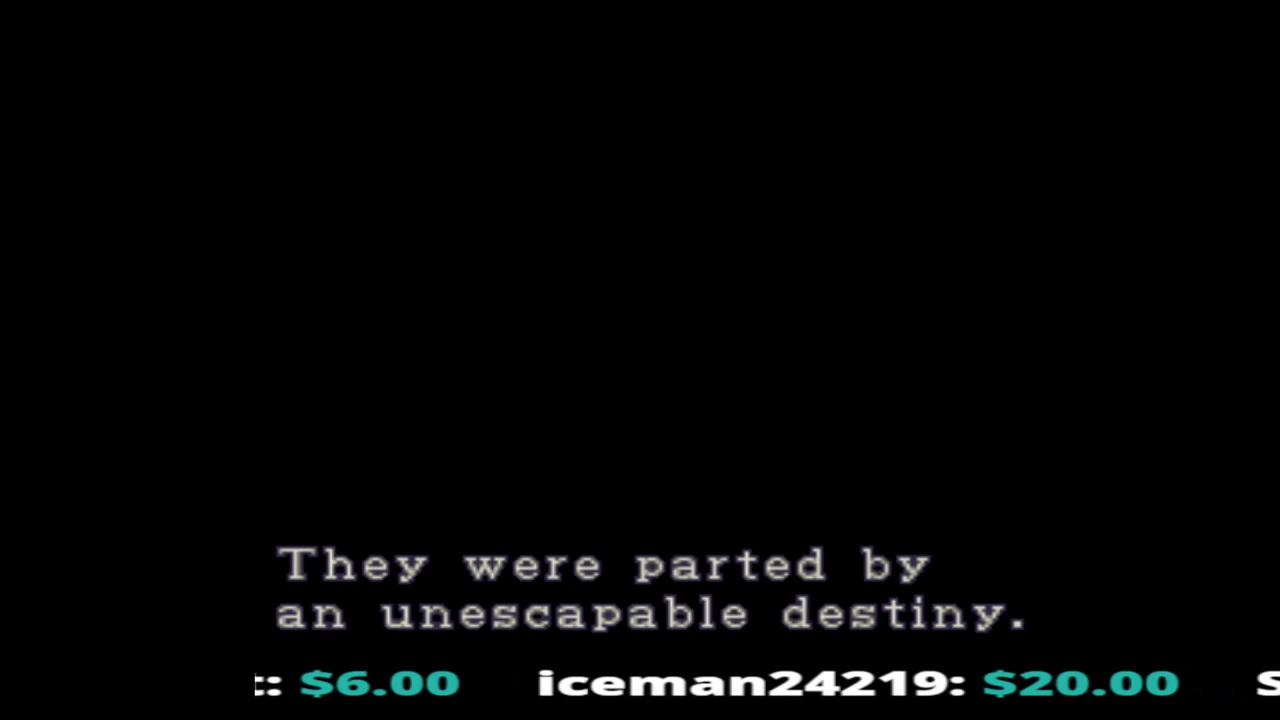 They were parted by
an unescapable destiny.
: $6.00 iceman24219: $20.00 S